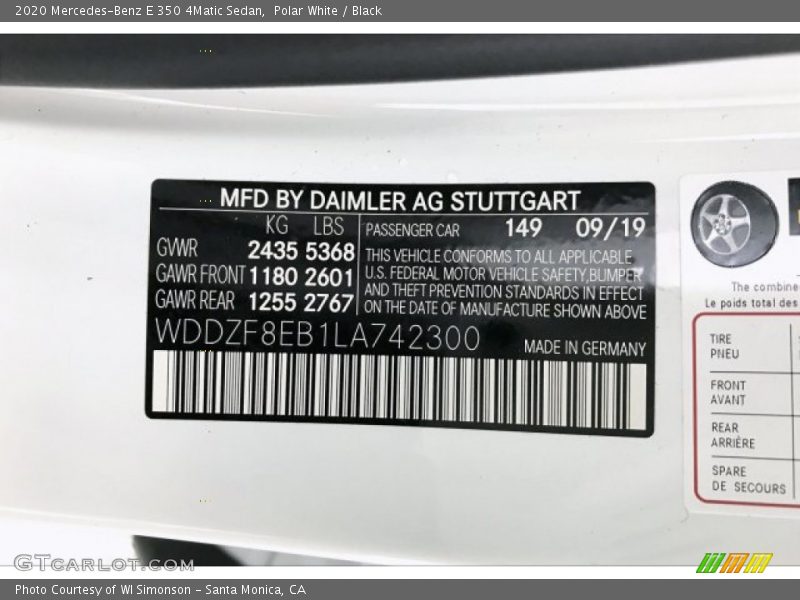 2020 Mercedes-Benz E 350 4Matic Sedan,  Polar White / Black
MFD BY DAIMLER AG STUTTGART
KG LBS
GVWR 2435 5368
GAWR FRONT 1180 2601
GAWR REAR 1255 2767
PASSENGER CAR 149 09/19
THIS VEHICLE CONFORMS TO ALL APPLICABLE
U.S. FEDERAL MOTOR VEHICLE SAFETY,BUMPER
AND THEFT PREVENTION STANDARDS IN EFFECT
ON THE DATE OF MANUFACTURE SHOWN ABOVE
WDDZF8EB1LA742300
MADE IN GERMANY
The combine
Le poids total des
TIRE
PNEU
FRONT
AVANT
REAR
ARRIÈRE
SPARE
DE SECOURS
GTcarlot.com
Photo Courtesy of WI Simonson - Santa Monica, CA